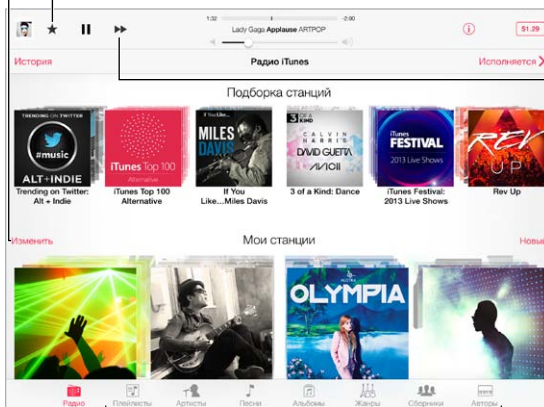 1:32 -2:00
Lady Gaga Applause ARTPOP
$1.29
История
Радио iTunes
Исполняется
Подборка станций
TRENDING ON TWITTER
#music
ALT+INDIE
iTunes Top 100
Alternative
If You Like...
MILES
DAVIS
3 OF A KIND
CALVIN
HARRIS
DAVID GUETTA
AVICII
iTunes
FESTIVAL
2013 Live Shows
REV
UP
Trending on Twitter:
Alt + Indie
iTunes Top 100
Alternative
If You
Like...Miles Davis
3 of a Kind: Dance
iTunes Festival:
2013 Live Shows
Rev Up
Изменить
Мои станции
Новые
OLYMPIA
Радио
Плейлисты
Артисты
Песни
Альбомы
Жанры
Сборники
Авторы